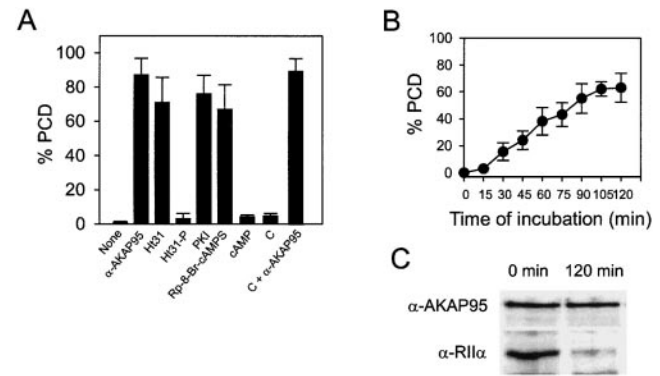 A
% PCD
100
80
60
40
20
0
None
α-AKAP95
Ht31
Ht31-P
PKI
Rp-8-Br-cAMPS
cAMP
C
C + α-AKAP95
B
% PCD
100
80
60
40
20
0
0 15 30 45 60 75 90 105 120
Time of incubation (min)
C
0 min 120 min
α-AKAP95
α-RIIα